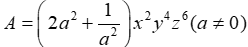 A = (2a² + 1/a²) x²y⁴z⁶ (a ≠ 0)